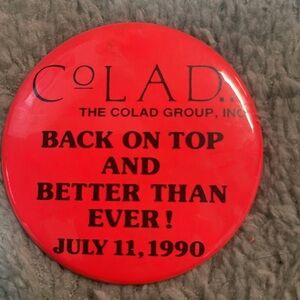 COLAD...
THE COLAD GROUP, INC
BACK ON TOP
AND
BETTER THAN
EVER!
JULY 11, 1990